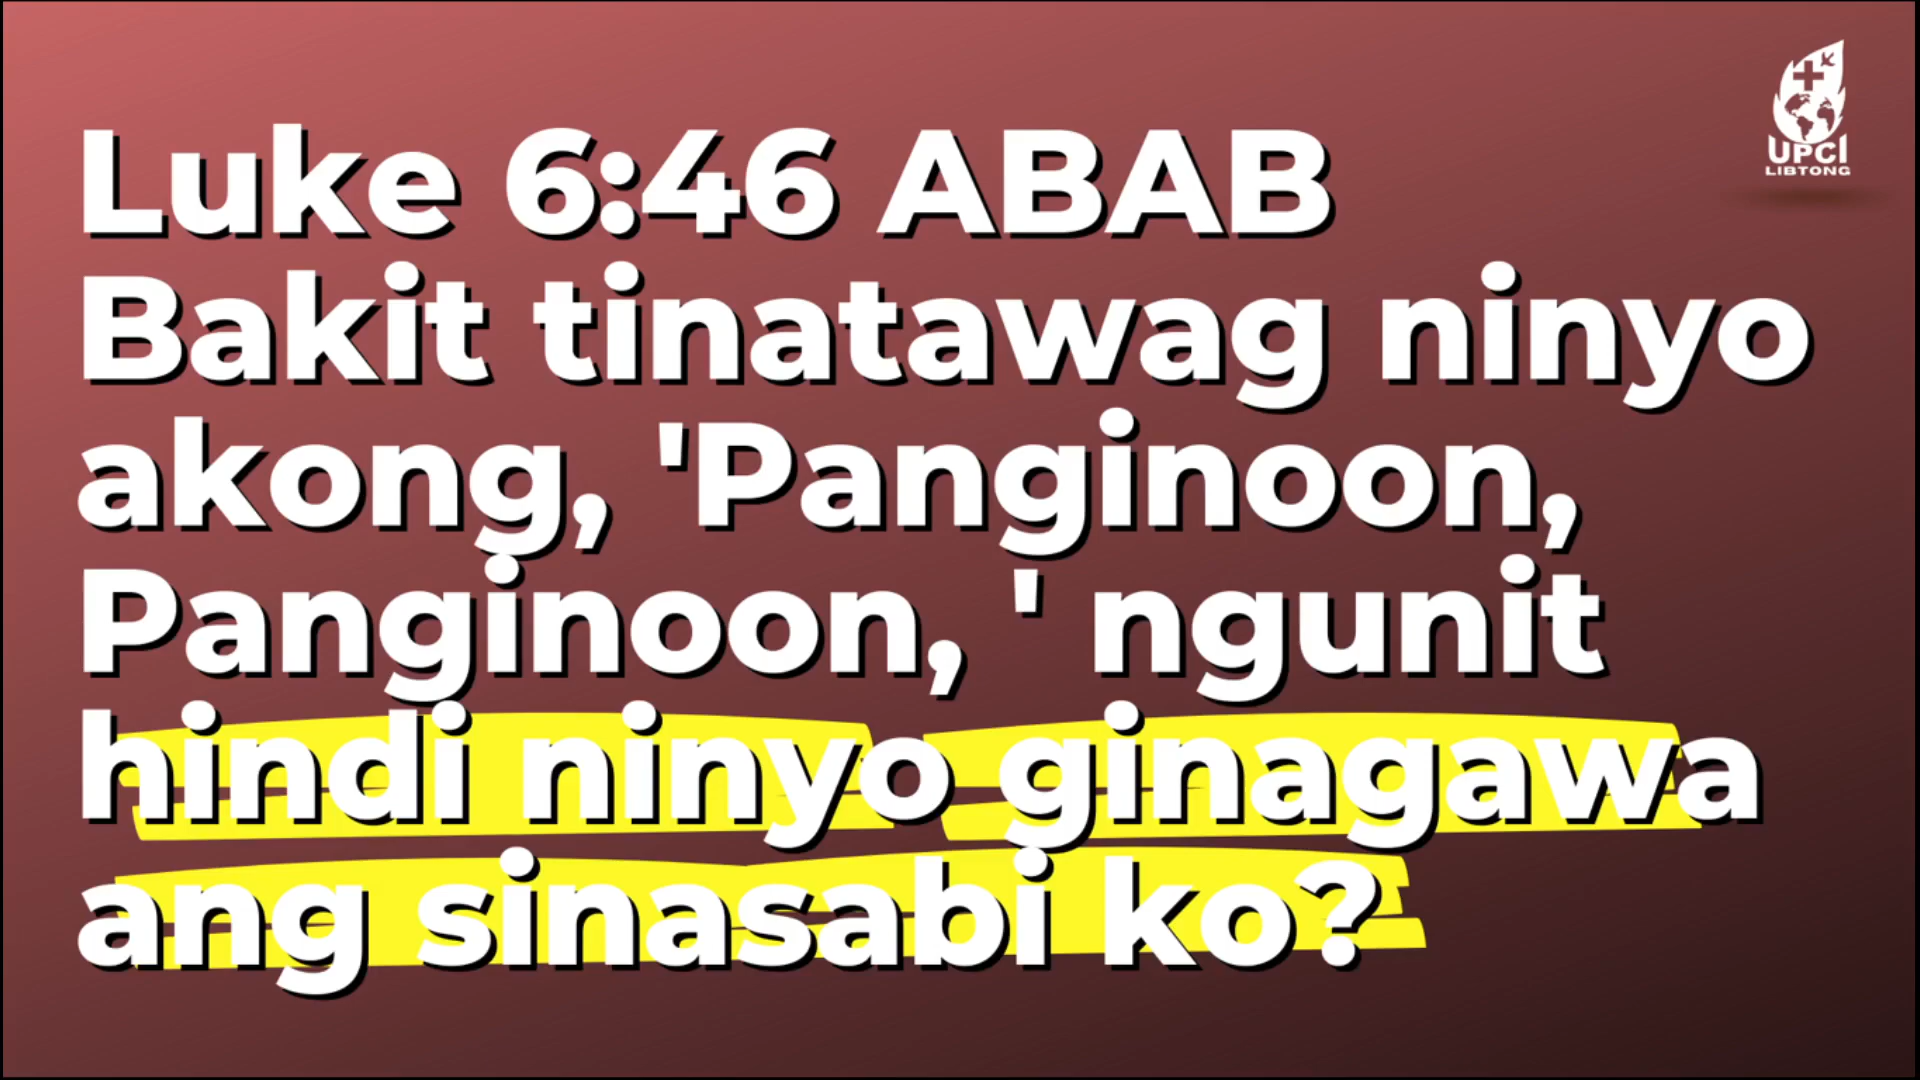 Luke 6:46 ABAB
Bakit tinatawag ninyo
akong, 'Panginoon,
Panginoon, ' ngunit
hindi ninyo ginagawa
ang sinasabi ko?
UPCI
LIBTONG